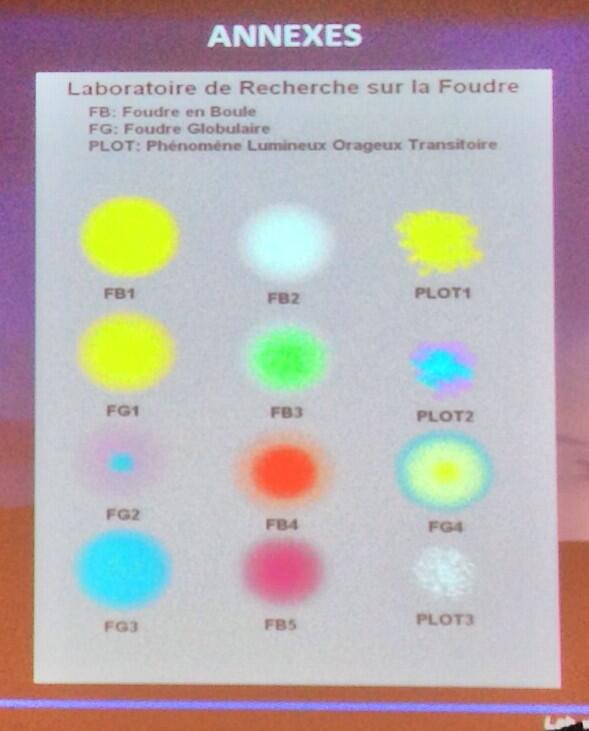 ANNEXES
Laboratoire de Recherche sur la Foudre
FB: Foudre en Boule
FG: Foudre Globulaire
PLOT: Phénomène Lumineux Orageux Transitoire
FB1 FB2 PLOT1
FG1 FB3 PLOT2
FG2 FB4 FG4
FG3 FB5 PLOT3